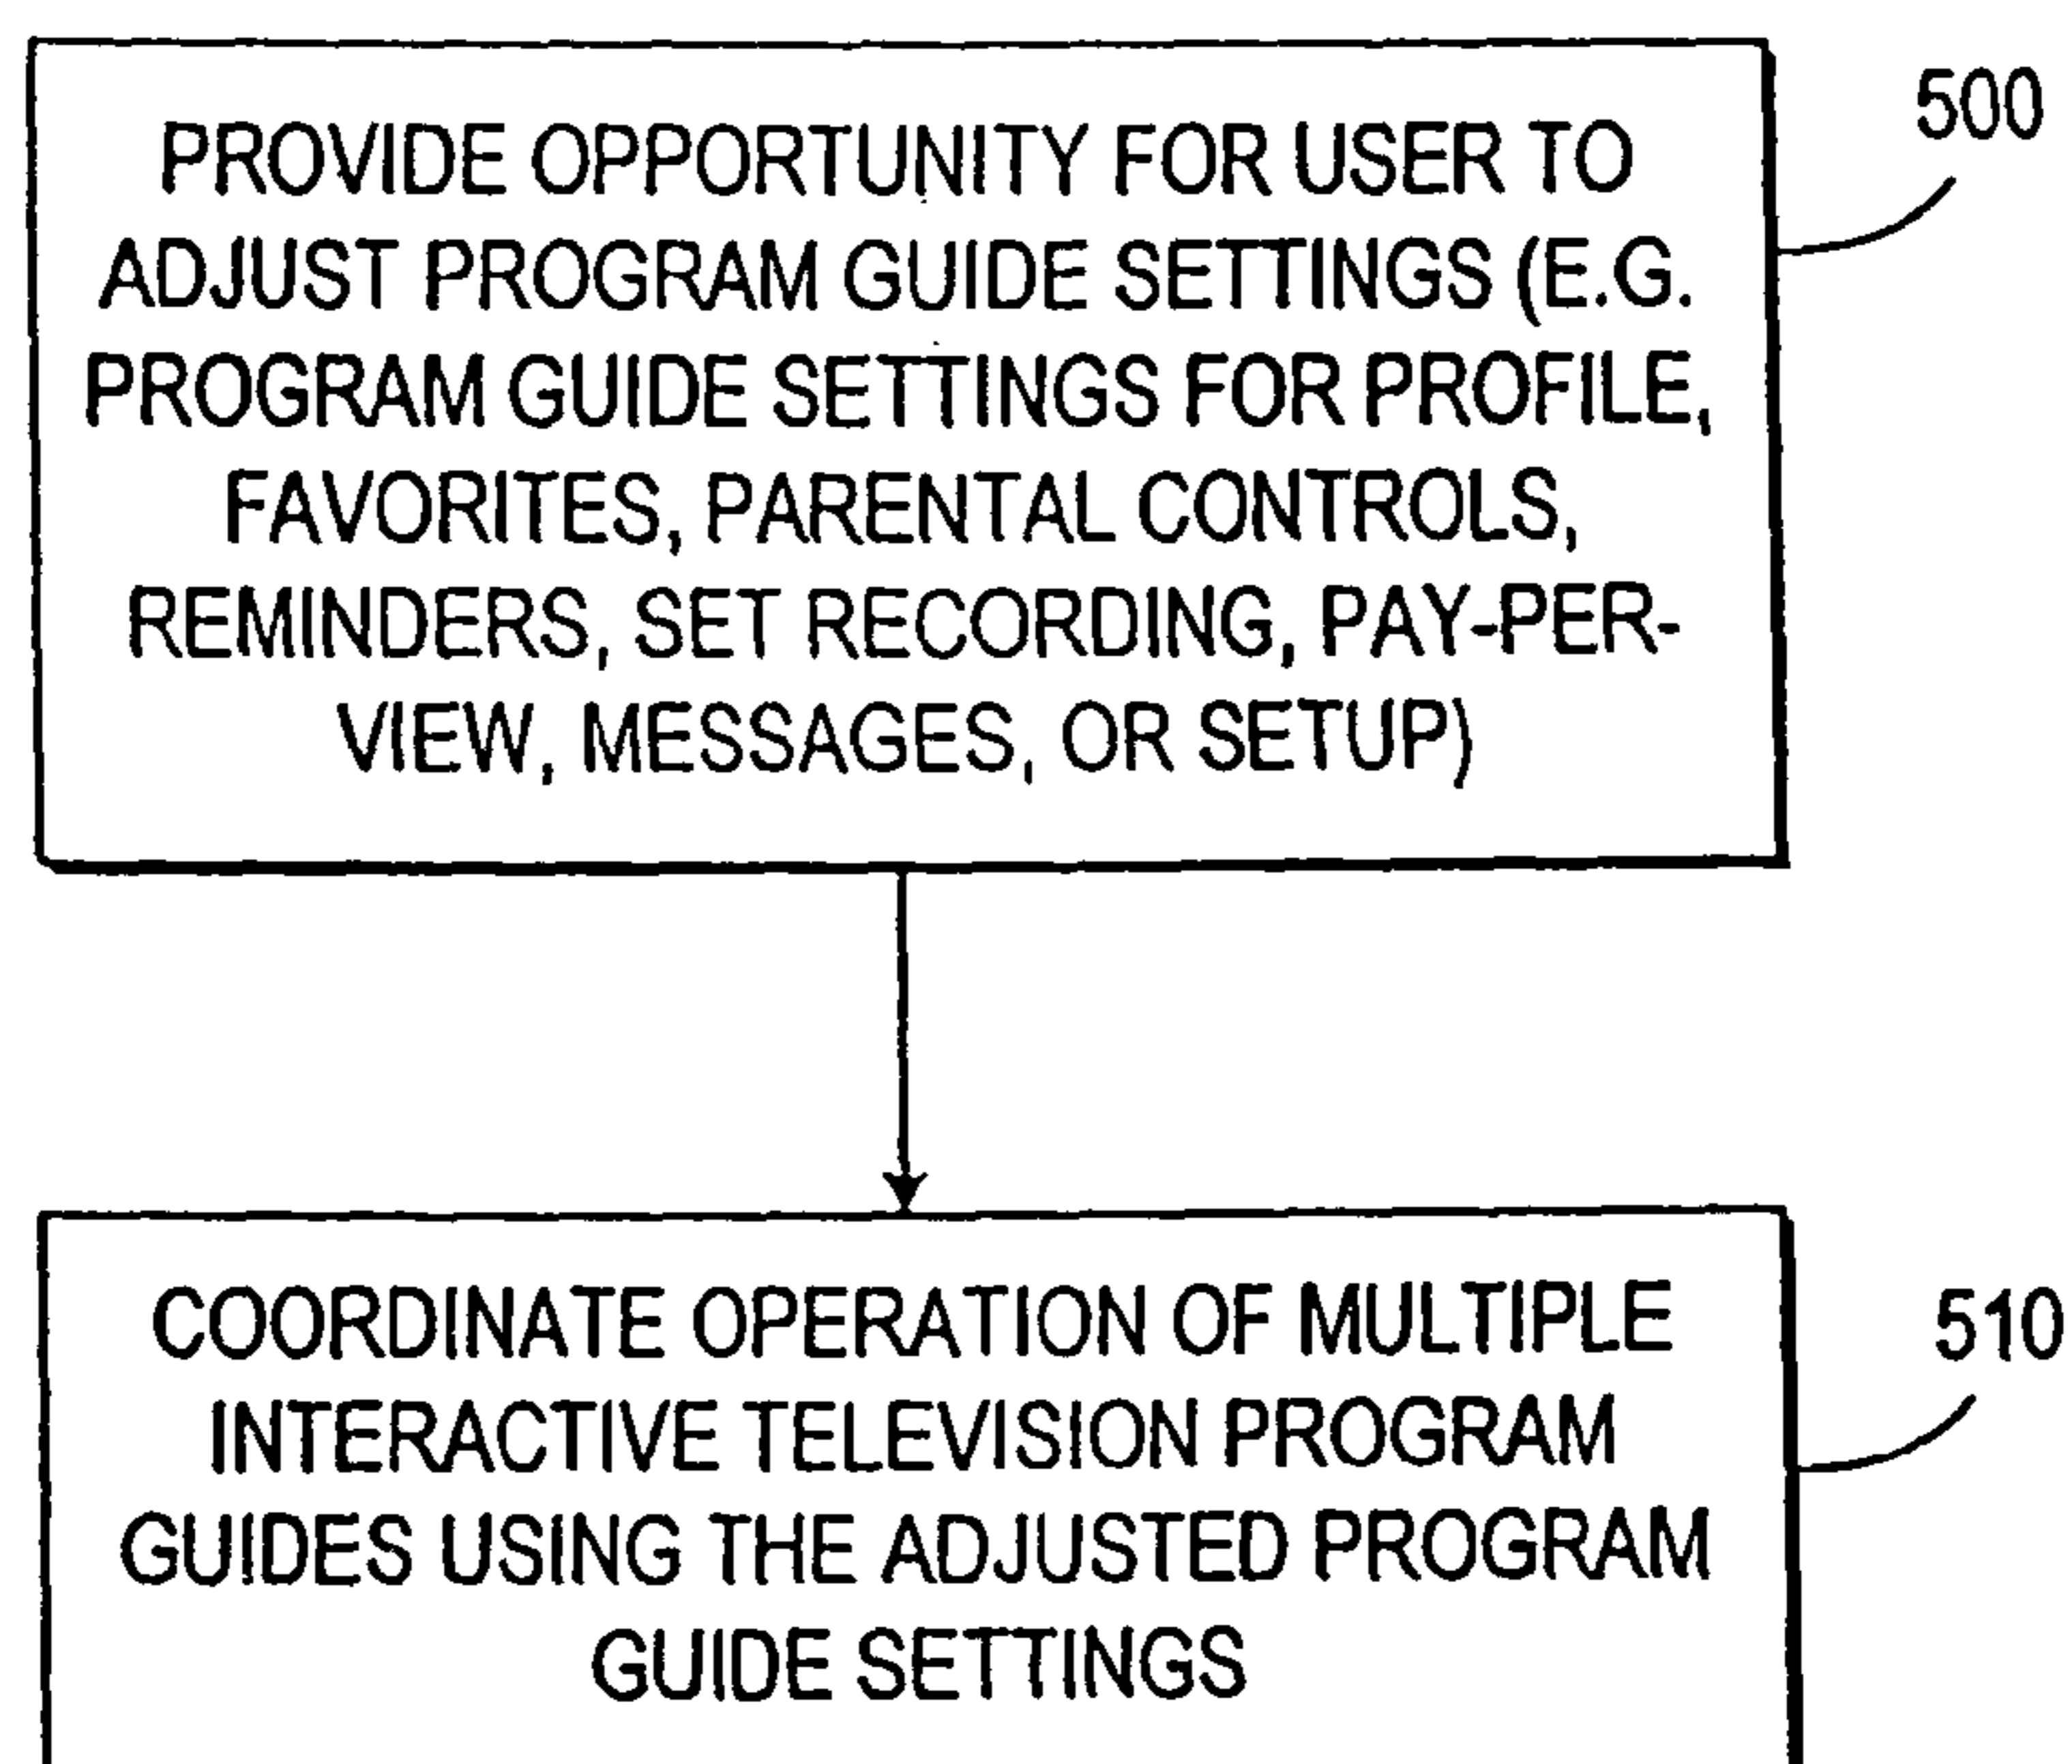 500
PROVIDE OPPORTUNITY FOR USER TO
ADJUST PROGRAM GUIDE SETTINGS (E.G.
PROGRAM GUIDE SETTINGS FOR PROFILE,
FAVORITES, PARENTAL CONTROLS,
REMINDERS, SET RECORDING, PAY-PER-
VIEW, MESSAGES, OR SETUP)
510
COORDINATE OPERATION OF MULTIPLE
INTERACTIVE TELEVISION PROGRAM
GUIDES USING THE ADJUSTED PROGRAM
GUIDE SETTINGS